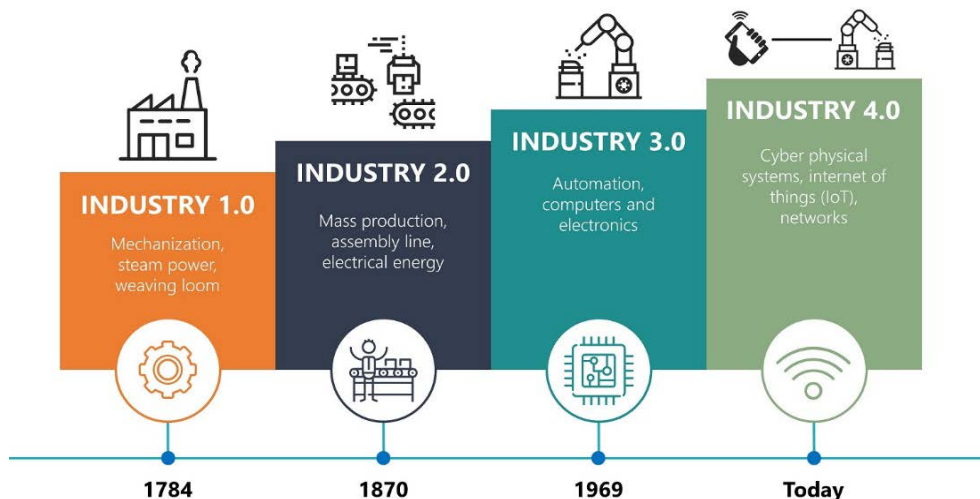 INDUSTRY 1.0
Mechanization,
steam power,
weaving loom
INDUSTRY 2.0
Mass production,
assembly line,
electrical energy
INDUSTRY 3.0
Automation,
computers and
electronics
INDUSTRY 4.0
Cyber physical
systems, internet of
things (IoT),
networks
1784
1870
1969
Today